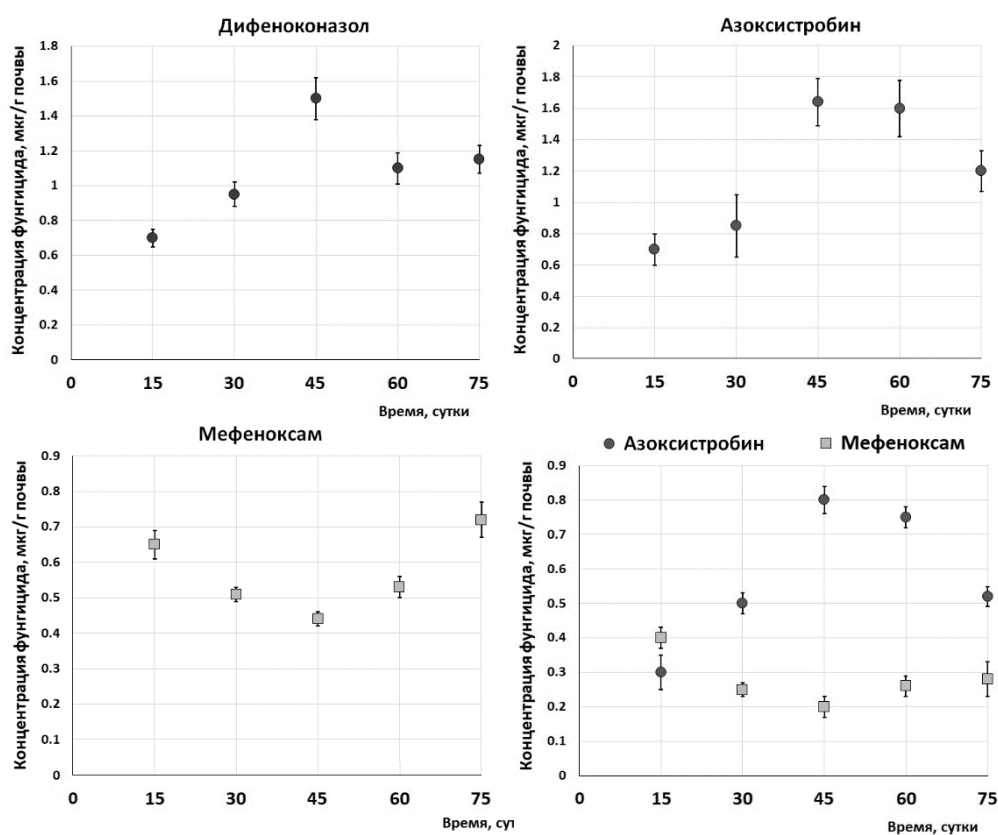 Дифеноконазол
Концентрация фунгицида, мкг/г почвы
1.8
1.6
1.4
1.2
1
0.8
0.6
0.4
0.2
0
0 15 30 45 60 75
Время, сутки
Азоксистробин
Концентрация фунгицида, мкг/г почвы
2
1.8
1.6
1.4
1.2
1
0.8
0.6
0.4
0.2
0
0 15 30 45 60 75
Время, сутки
Мефеноксам
Концентрация фунгицида, мкг/г почвы
0.9
0.8
0.7
0.6
0.5
0.4
0.3
0.2
0.1
0
0 15 30 45 60 75
Время, сут
Азоксистробин Мефеноксам
Концентрация фунгицида, мкг/г почвы
0.9
0.8
0.7
0.6
0.5
0.4
0.3
0.2
0.1
0
0 15 30 45 60 75
Время, сутки